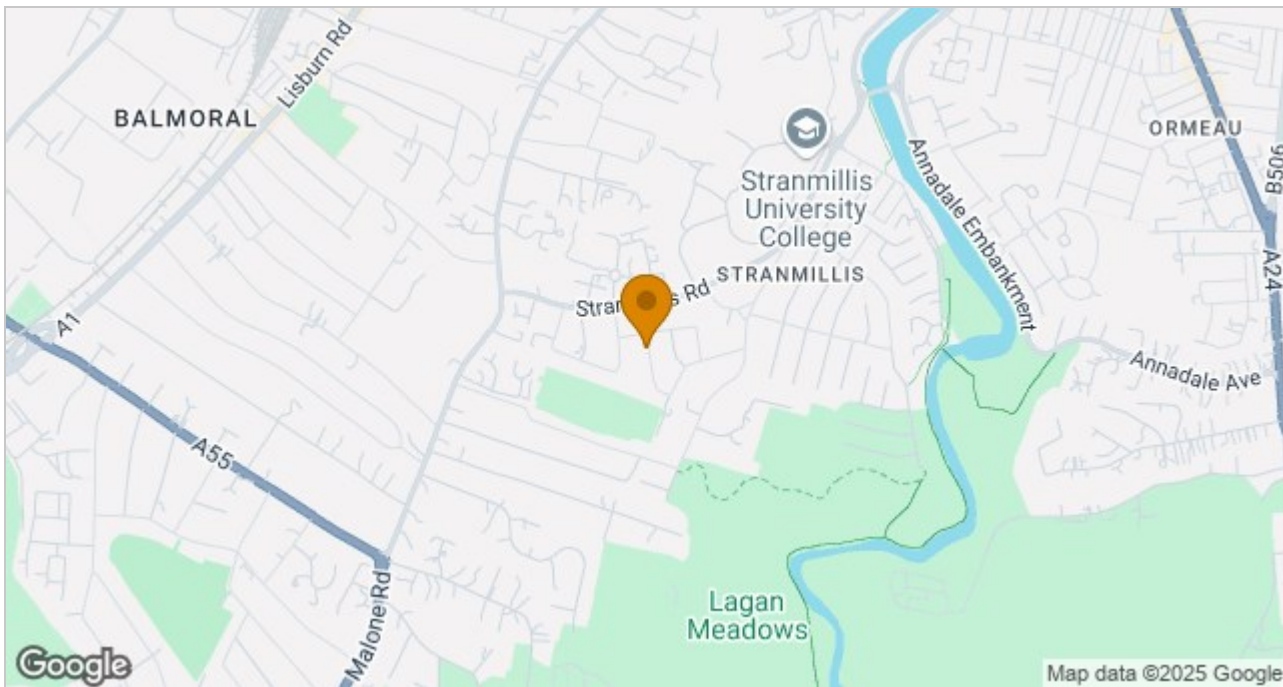 Lisburn Rd
BALMORAL
ORMEAU
B506
A24
Annadale Embankment
Stranmillis
University
College
STRANMILLIS
Stranmillis Rd
A1
Annadale Ave
A55
Malone Rd
Lagan
Meadows
Google
Map data ©2025 Google